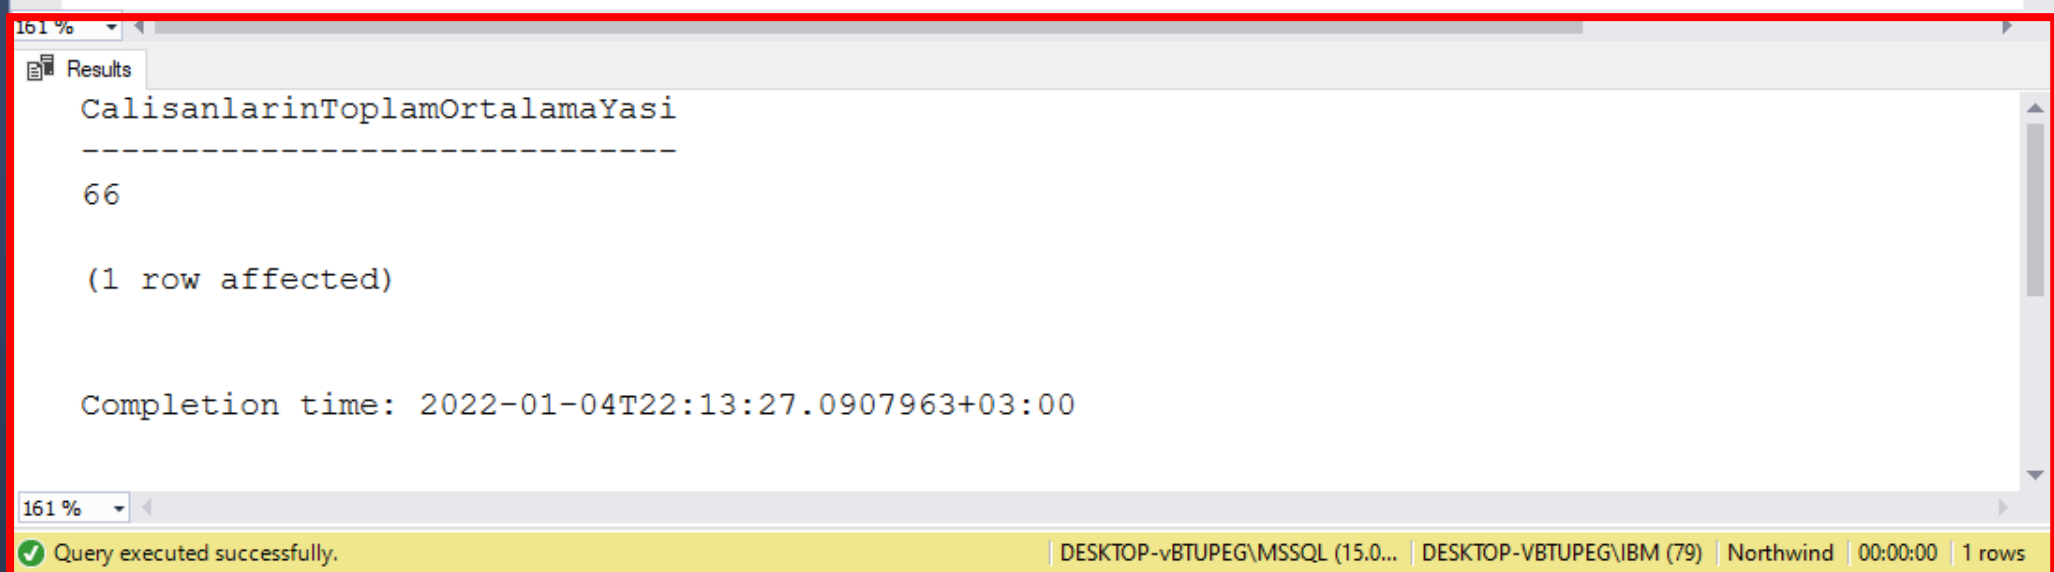 161 %
Results
CalisanlarinToplamOrtalamaYasi
------------------------------
66
(1 row affected)
Completion time: 2022-01-04T22:13:27.0907963+03:00
161 %
Query executed successfully. DESKTOP-vBTUPEG\MSSQL (15.0... DESKTOP-VBTUPEG\IBM (79) Northwind 00:00:00 1 rows